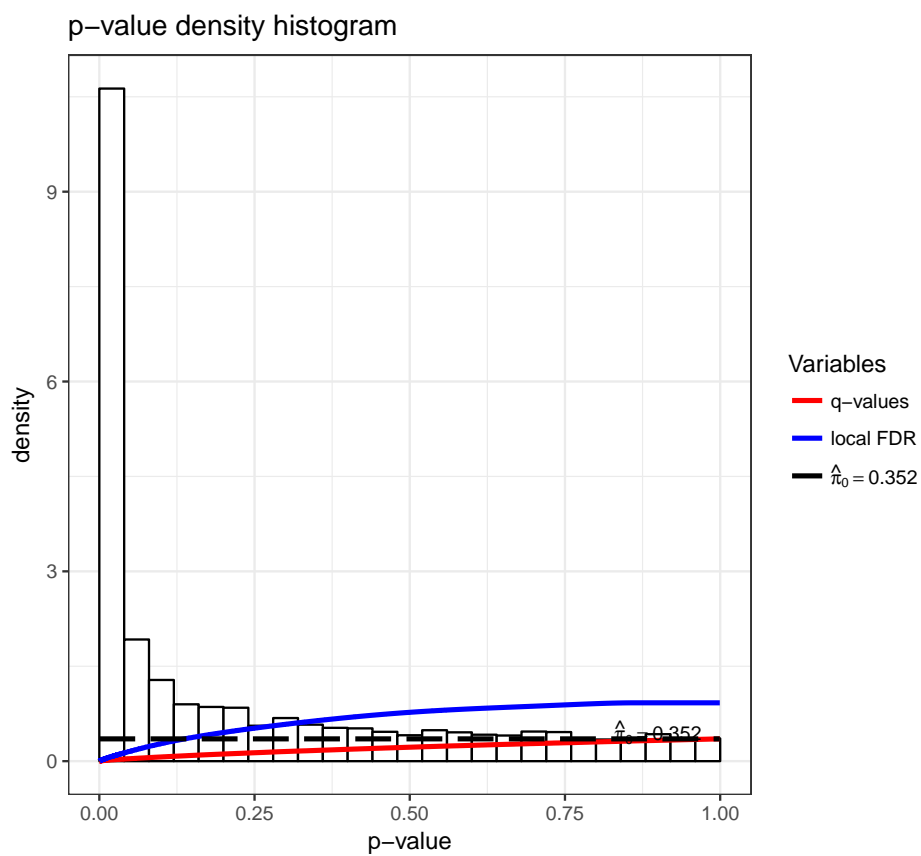 p−value density histogram
9
6
3
0
density
0.00 0.25 0.50 0.75 1.00
p−value
π̂₀ = 0.352
Variables
q−values
local FDR
π̂₀ = 0.352